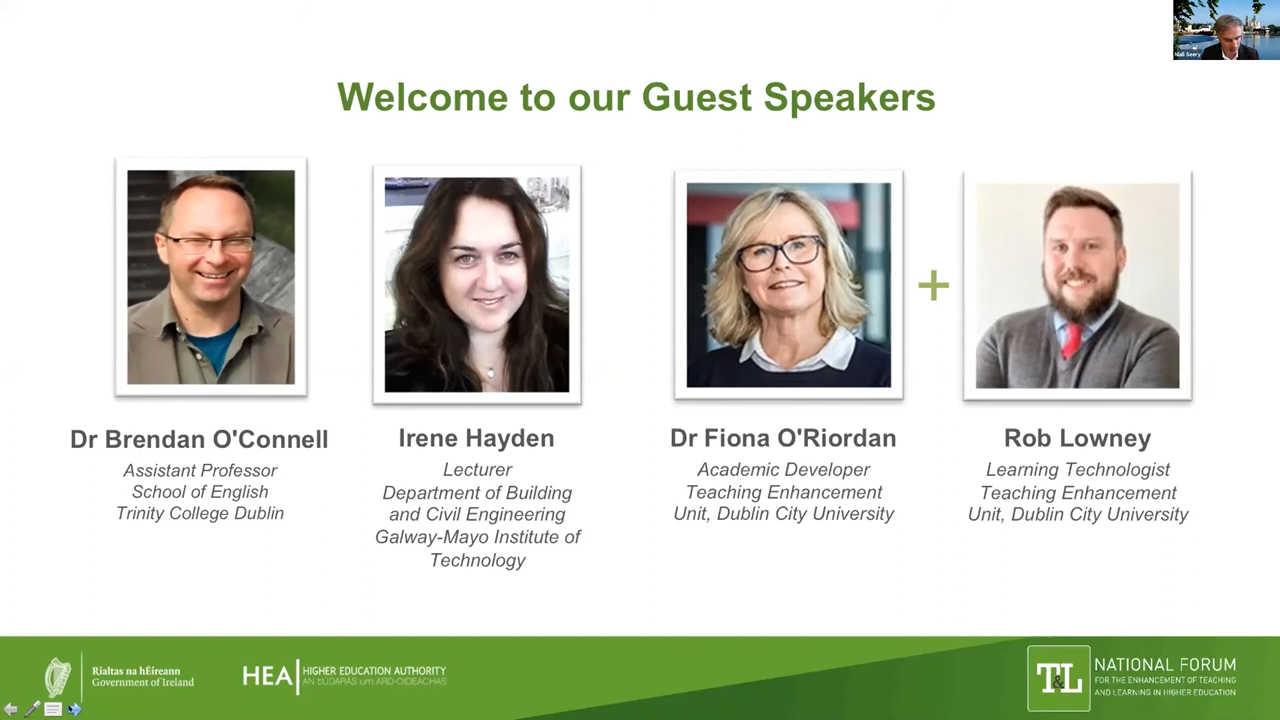 Niall Seery
Welcome to our Guest Speakers
+
Dr Brendan O'Connell
Assistant Professor
School of English
Trinity College Dublin
Irene Hayden
Lecturer
Department of Building
and Civil Engineering
Galway-Mayo Institute of
Technology
Dr Fiona O'Riordan
Academic Developer
Teaching Enhancement
Unit, Dublin City University
Rob Lowney
Learning Technologist
Teaching Enhancement
Unit, Dublin City University
Rialtas na hÉireann
Government of Ireland
HEA
HIGHER EDUCATION AUTHORITY
AN tÚDARÁS um ARD-OIDEACHAS
T&L
NATIONAL FORUM
FOR THE ENHANCEMENT OF TEACHING
AND LEARNING IN HIGHER EDUCATION